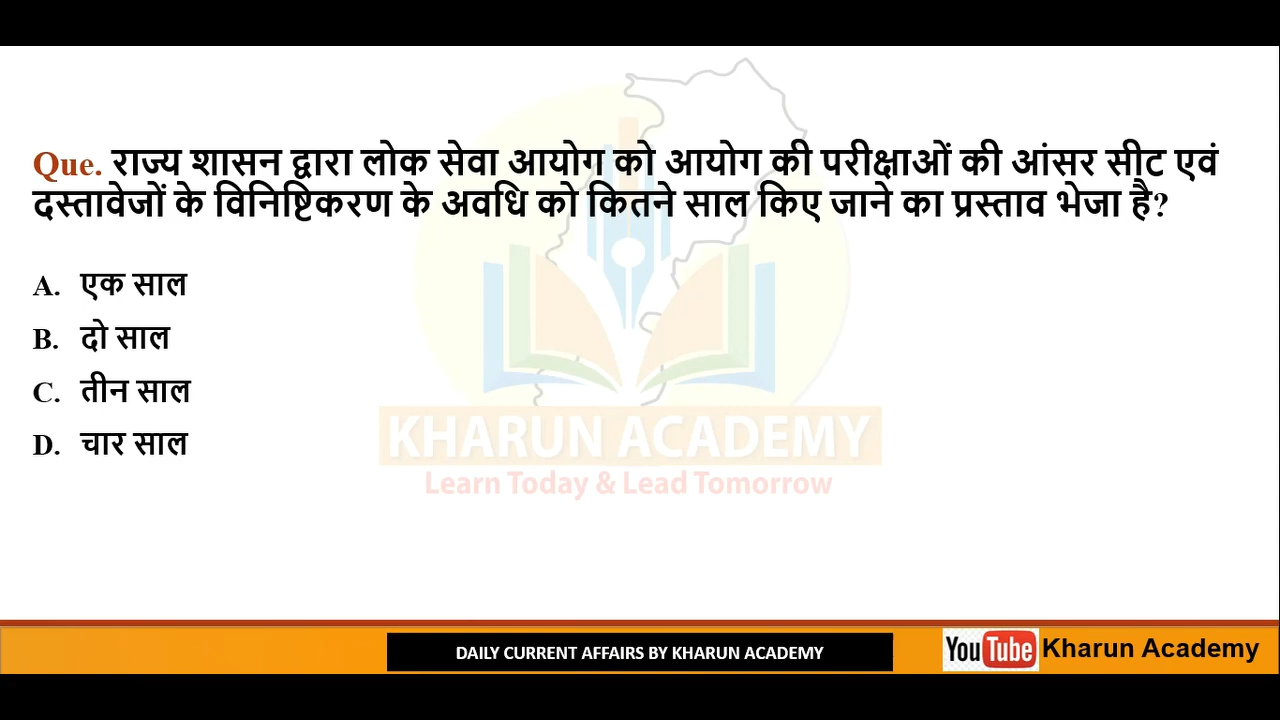 Que. राज्य शासन द्वारा लोक सेवा आयोग को आयोग की परीक्षाओं की आंसर सीट एवं
दस्तावेजों के विनिष्टिकरण के अवधि को कितने साल किए जाने का प्रस्ताव भेजा है?
A. एक साल
B. दो साल
C. तीन साल
D. चार साल
KHARUN ACADEMY
Learn Today & Lead Tomorrow
DAILY CURRENT AFFAIRS BY KHARUN ACADEMY
YouTube Kharun Academy